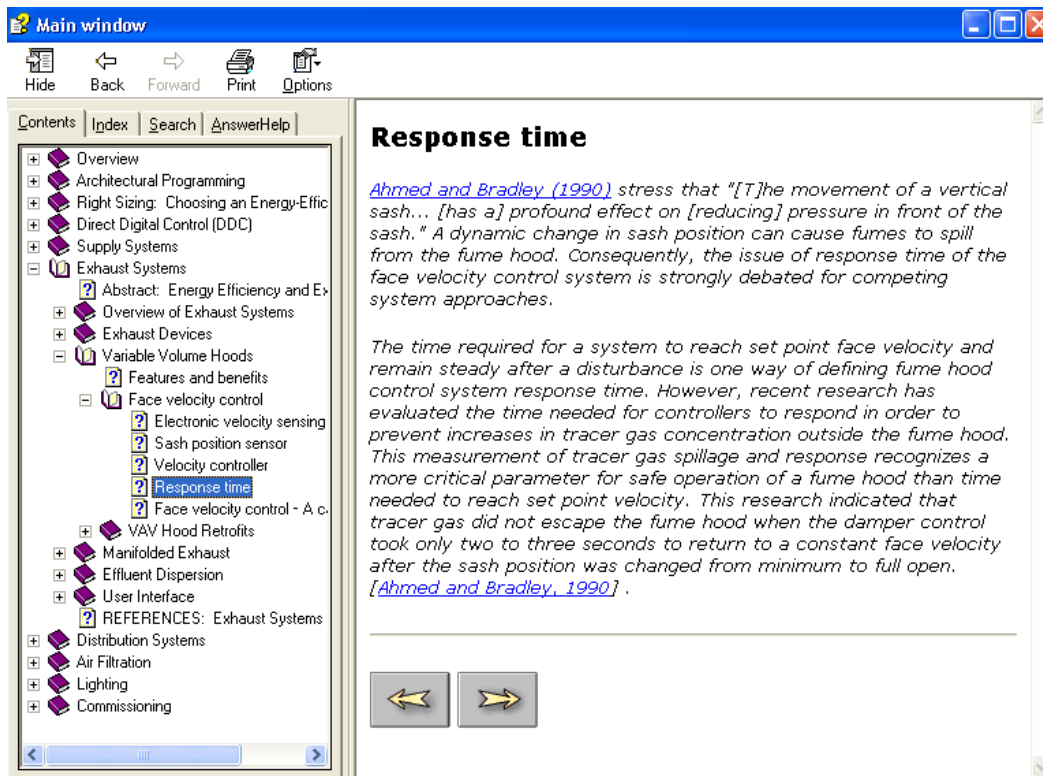 Main window
Hide Back Forward Print Options
Contents Index Search AnswerHelp
Overview
Architectural Programming
Right Sizing: Choosing an Energy-Effic
Direct Digital Control (DDC)
Supply Systems
Exhaust Systems
Abstract: Energy Efficiency and Ex
Overview of Exhaust Systems
Exhaust Devices
Variable Volume Hoods
Features and benefits
Face velocity control
Electronic velocity sensing
Sash position sensor
Velocity controller
Response time
Face velocity control - A c
VAV Hood Retrofits
Manifolded Exhaust
Effluent Dispersion
User Interface
REFERENCES: Exhaust Systems
Distribution Systems
Air Filtration
Lighting
Commissioning
Response time
Ahmed and Bradley (1990) stress that "[T]he movement of a vertical
sash... [has a] profound effect on [reducing] pressure in front of the
sash." A dynamic change in sash position can cause fumes to spill
from the fume hood. Consequently, the issue of response time of the
face velocity control system is strongly debated for competing
system approaches.
The time required for a system to reach set point face velocity and
remain steady after a disturbance is one way of defining fume hood
control system response time. However, recent research has
evaluated the time needed for controllers to respond in order to
prevent increases in tracer gas concentration outside the fume hood.
This measurement of tracer gas spillage and response recognizes a
more critical parameter for safe operation of a fume hood than time
needed to reach set point velocity. This research indicated that
tracer gas did not escape the fume hood when the damper control
took only two to three seconds to return to a constant face velocity
after the sash position was changed from minimum to full open.
[Ahmed and Bradley, 1990] .